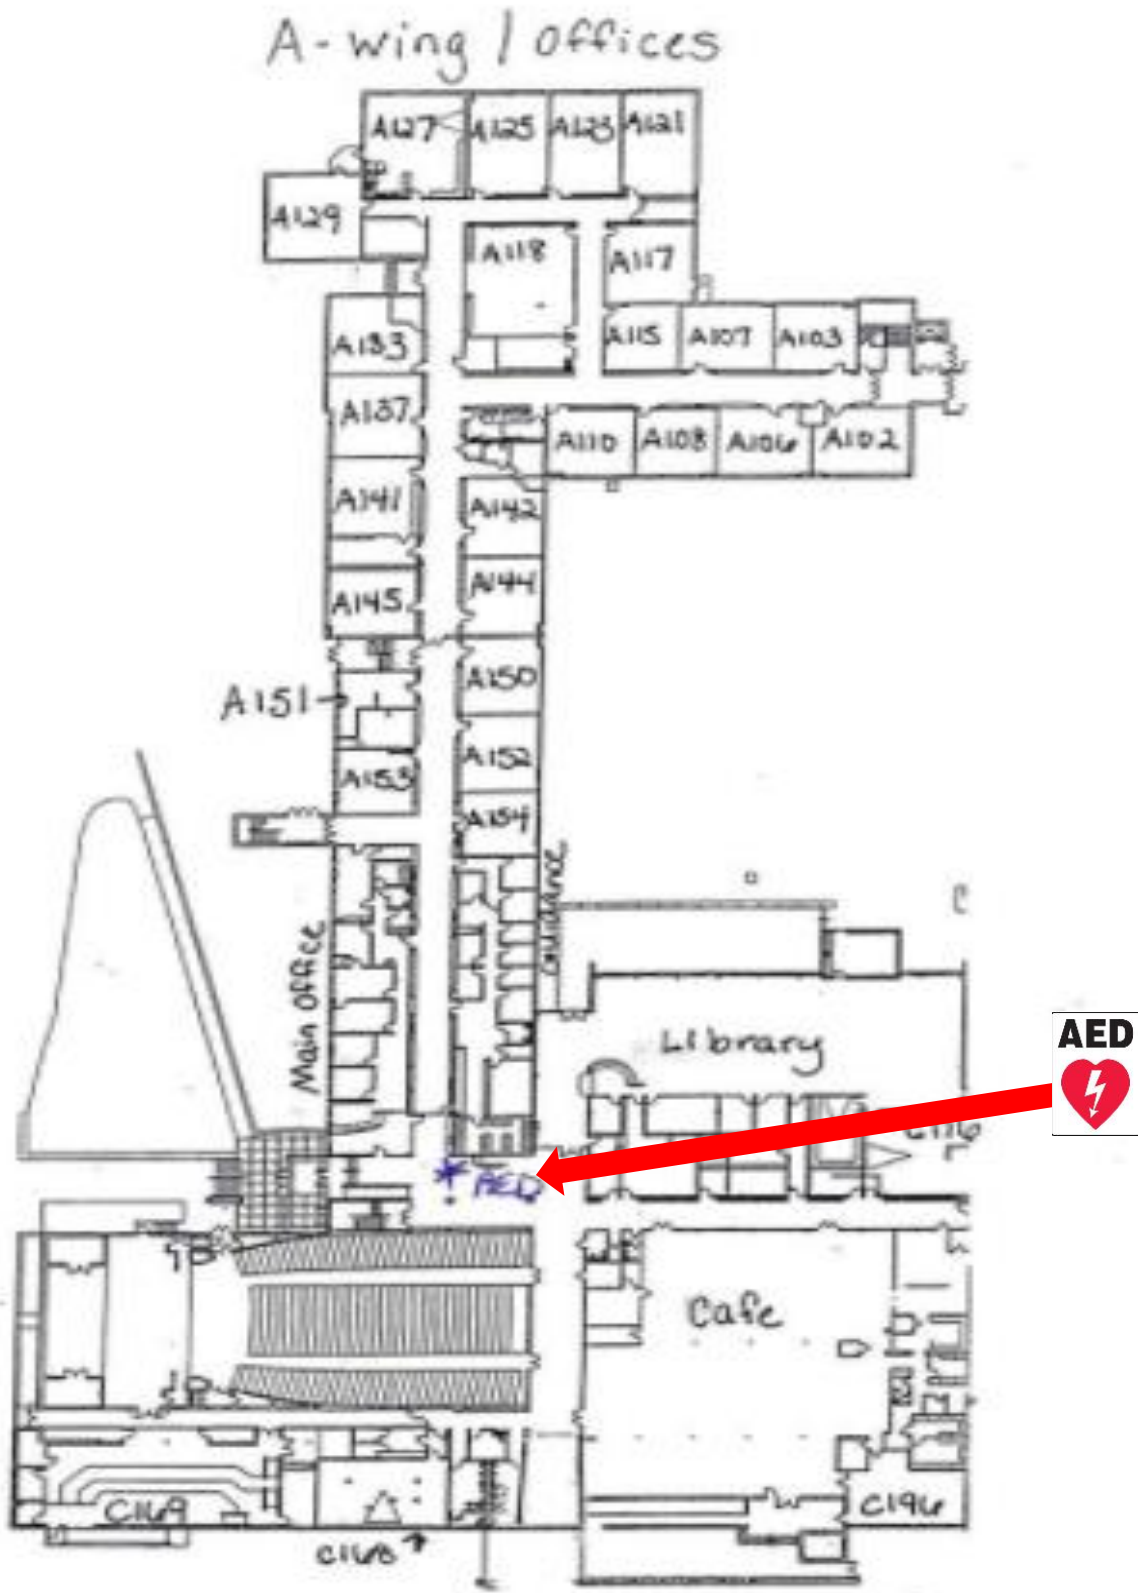 A-wing / Offices
A127 A125 A123 A121
A129
A118 A117
A133
A115 A107 A103
A137
A110 A108 A106 A102
A141
A142
A145
A144
A151
A150
A153
A152
A154
Main Office
Guidance
Library
AED
C116
* AED
Cafe
C169
C168
C196